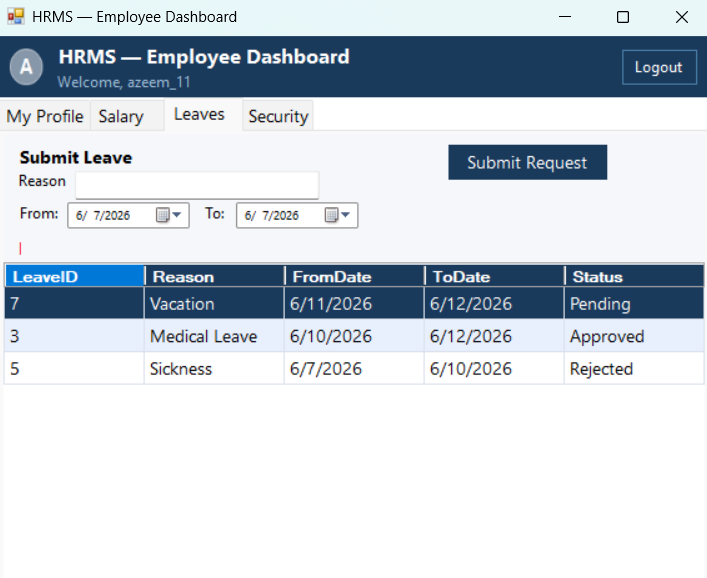 HRMS — Employee Dashboard
A
HRMS — Employee Dashboard
Welcome, azeem_11
Logout
My Profile Salary Leaves Security
Submit Leave
Submit Request
Reason
From: 6/ 7/2026 To: 6/ 7/2026
LeaveID Reason FromDate ToDate Status
7 Vacation 6/11/2026 6/12/2026 Pending
3 Medical Leave 6/10/2026 6/12/2026 Approved
5 Sickness 6/7/2026 6/10/2026 Rejected